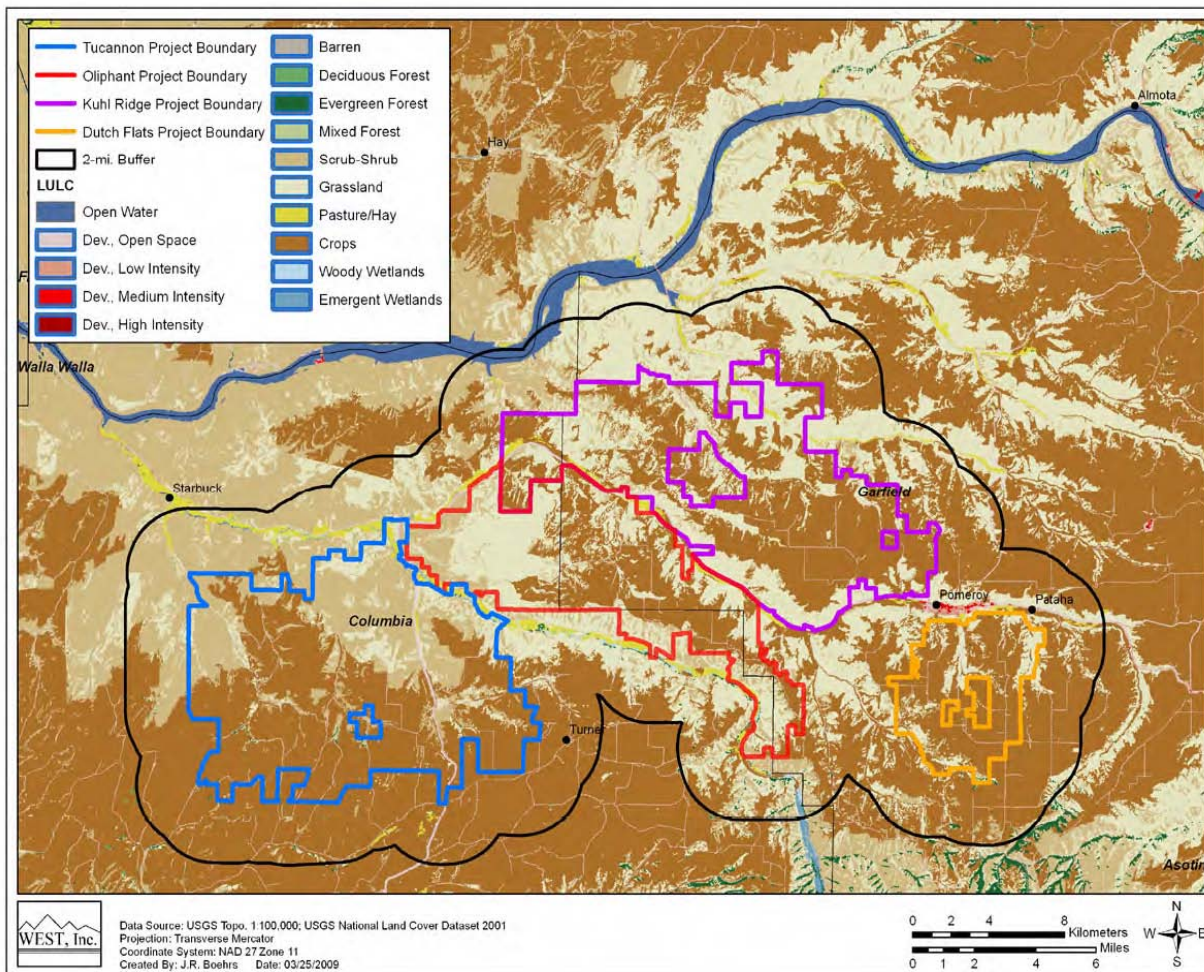 Tucannon Project Boundary
Oliphant Project Boundary
Kuhl Ridge Project Boundary
Dutch Flats Project Boundary
2-mi. Buffer
LULC
Open Water
Dev., Open Space
Dev., Low Intensity
Dev., Medium Intensity
Dev., High Intensity
Barren
Deciduous Forest
Evergreen Forest
Mixed Forest
Scrub-Shrub
Grassland
Pasture/Hay
Crops
Woody Wetlands
Emergent Wetlands
Almota
Hay
Walla Walla
Starbuck
Garfield
Pomeroy
Pataha
Columbia
Turner
Asotin
WEST, Inc.
Data Source: USGS Topo. 1:100,000; USGS National Land Cover Dataset 2001
Projection: Transverse Mercator
Coordinate System: NAD 27 Zone 11
Created By: J.R. Boehrs Date: 03/25/2009
0 2 4 8
Kilometers
Miles
0 1 2 4 6
N
W E
S